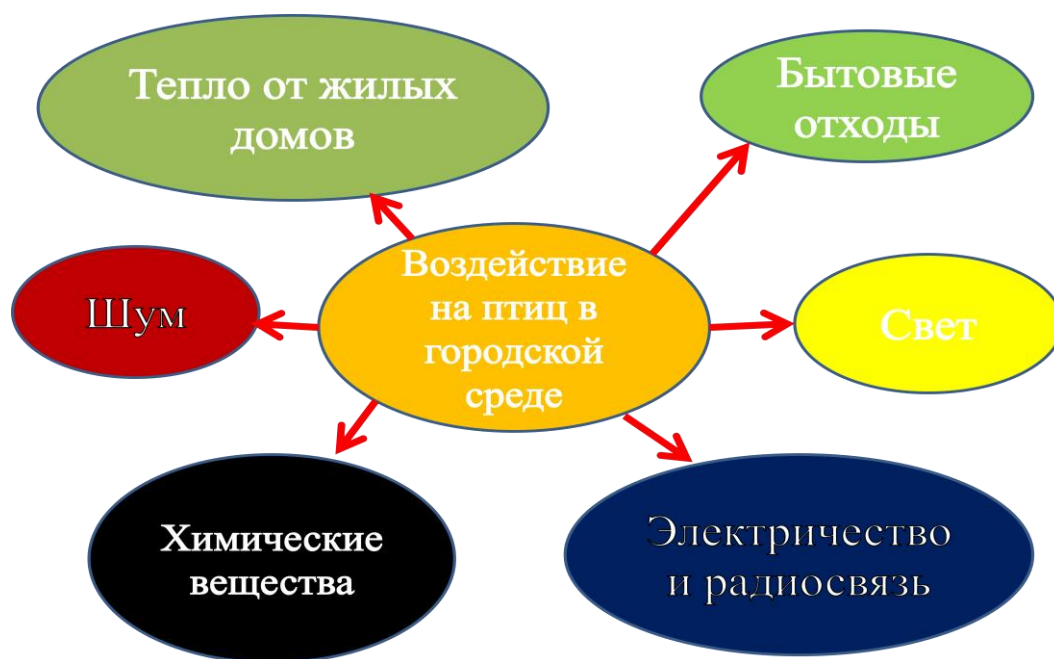 Тепло от жилых
домов
Бытовые
отходы
Воздействие
на птиц в
городской
среде
Шум
Свет
Химические
вещества
Электричество
и радиосвязь